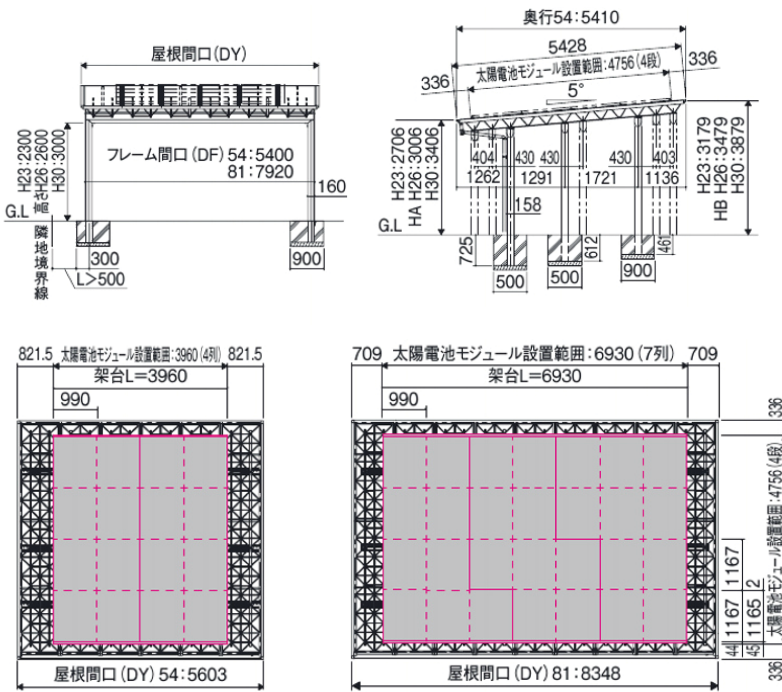 屋根間口(DY)
H23:2300
H26:2600
H30:3000
高さ
フレーム間口(DF) 54:5400
81:7920
160
G.L
隣地境界線
300
L>500
900
奥行54:5410
5428
336
太陽電池モジュール設置範囲:4756(4段)
336
5°
H23:2706
HA H26:3006
H30:3406
404
430
430
430
403
1262
1291
1721
1136
158
H23:3179
HB H26:3479
H30:3879
G.L
725
612
461
500
500
900
821.5
太陽電池モジュール設置範囲:3960(4列)
821.5
架台L=3960
990
屋根間口(DY) 54:5603
709
太陽電池モジュール設置範囲:6930(7列)
709
架台L=6930
990
屋根間口(DY) 81:8348
336
太陽電池モジュール設置範囲:4756(4段)
1167
1167
1165
2
44
45
336